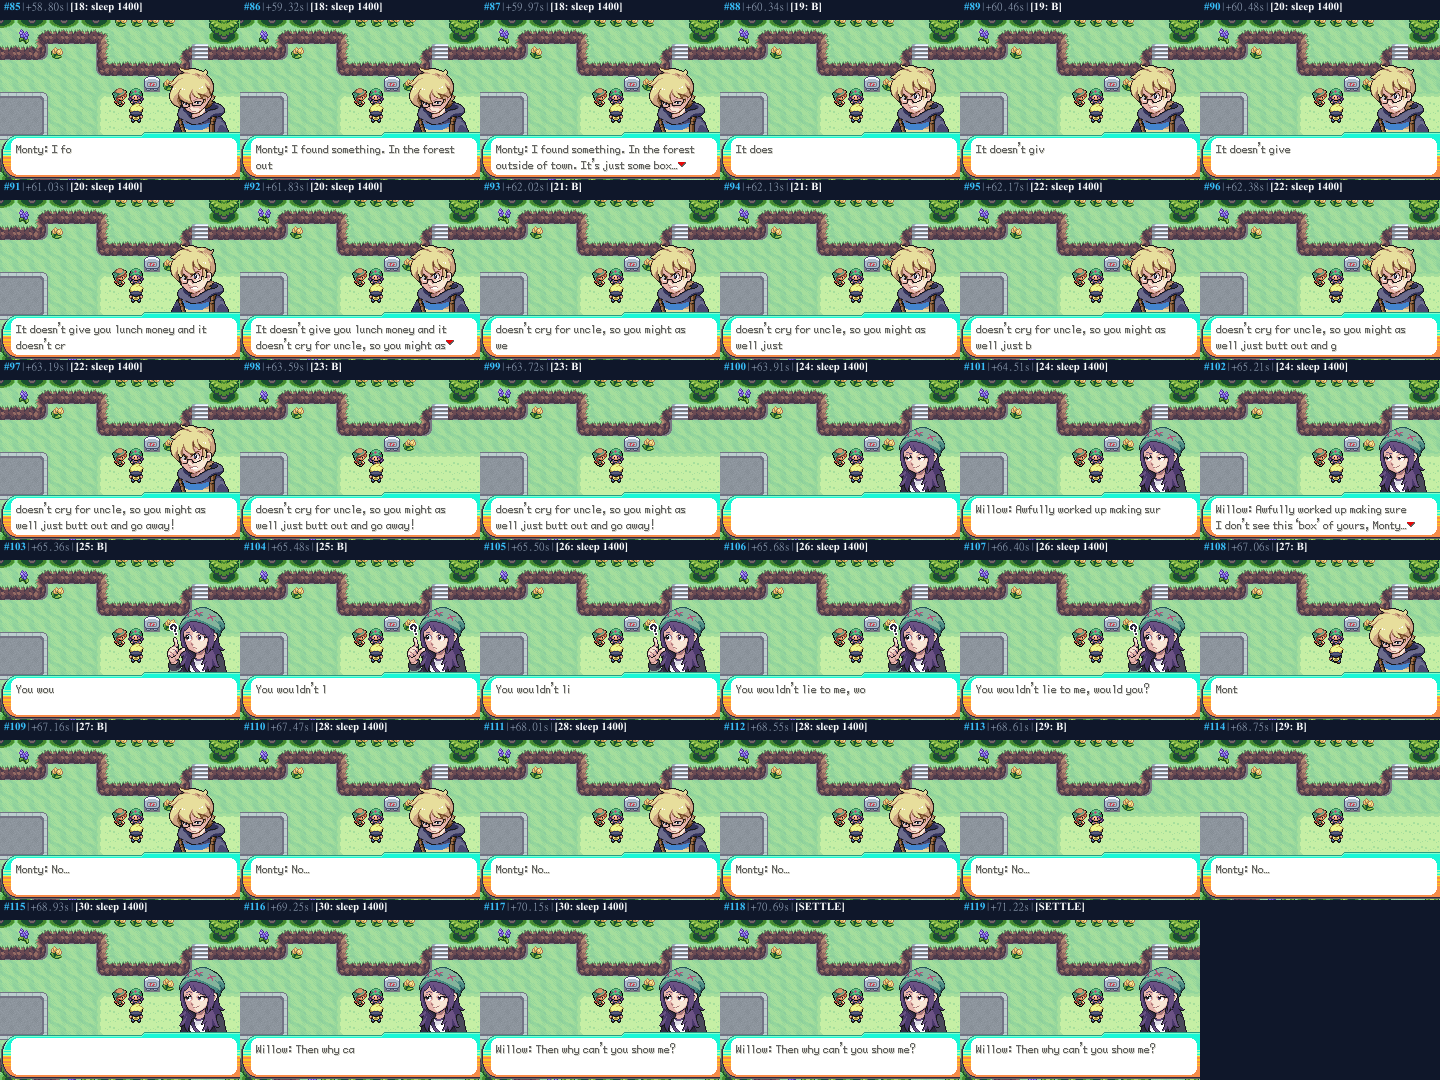 #85|+58.80s|[18: sleep 1400]
#86|+59.32s|[18: sleep 1400]
#87|+59.97s|[18: sleep 1400]
#88|+60.34s|[19: B]
#89|+60.46s|[19: B]
#90|+60.48s|[20: sleep 1400]
Monty: I fo
Monty: I found something. In the forest
out
Monty: I found something. In the forest
outside of town. It's just some box...
It does
It doesn't giv
It doesn't give
#91|+61.03s|[20: sleep 1400]
#92|+61.83s|[20: sleep 1400]
#93|+62.02s|[21: B]
#94|+62.13s|[21: B]
#95|+62.17s|[22: sleep 1400]
#96|+62.38s|[22: sleep 1400]
It doesn't give you lunch money and it
doesn't cr
It doesn't give you lunch money and it
doesn't cry for uncle, so you might as
doesn't cry for uncle, so you might as
we
doesn't cry for uncle, so you might as
well just
doesn't cry for uncle, so you might as
well just b
doesn't cry for uncle, so you might as
well just butt out and g
#97|+63.19s|[22: sleep 1400]
#98|+63.59s|[23: B]
#99|+63.72s|[23: B]
#100|+63.91s|[24: sleep 1400]
#101|+64.51s|[24: sleep 1400]
#102|+65.21s|[24: sleep 1400]
doesn't cry for uncle, so you might as
well just butt out and go away!
doesn't cry for uncle, so you might as
well just butt out and go away!
doesn't cry for uncle, so you might as
well just butt out and go away!
Willow: Awfully worked up making sur
Willow: Awfully worked up making sure
I don't see this 'box' of yours, Monty...
#103|+65.36s|[25: B]
#104|+65.48s|[25: B]
#105|+65.50s|[26: sleep 1400]
#106|+65.68s|[26: sleep 1400]
#107|+66.40s|[26: sleep 1400]
#108|+67.06s|[27: B]
?
?
?
?
?
You wou
You wouldn't l
You wouldn't li
You wouldn't lie to me, wo
You wouldn't lie to me, would you?
Mont
#109|+67.16s|[27: B]
#110|+67.47s|[28: sleep 1400]
#111|+68.01s|[28: sleep 1400]
#112|+68.55s|[28: sleep 1400]
#113|+68.61s|[29: B]
#114|+68.75s|[29: B]
Monty: No...
Monty: No...
Monty: No...
Monty: No...
Monty: No...
Monty: No...
#115|+68.93s|[30: sleep 1400]
#116|+69.25s|[30: sleep 1400]
#117|+70.15s|[30: sleep 1400]
#118|+70.69s|[SETTLE]
#119|+71.22s|[SETTLE]
Willow: Then why ca
Willow: Then why can't you show me?
Willow: Then why can't you show me?
Willow: Then why can't you show me?